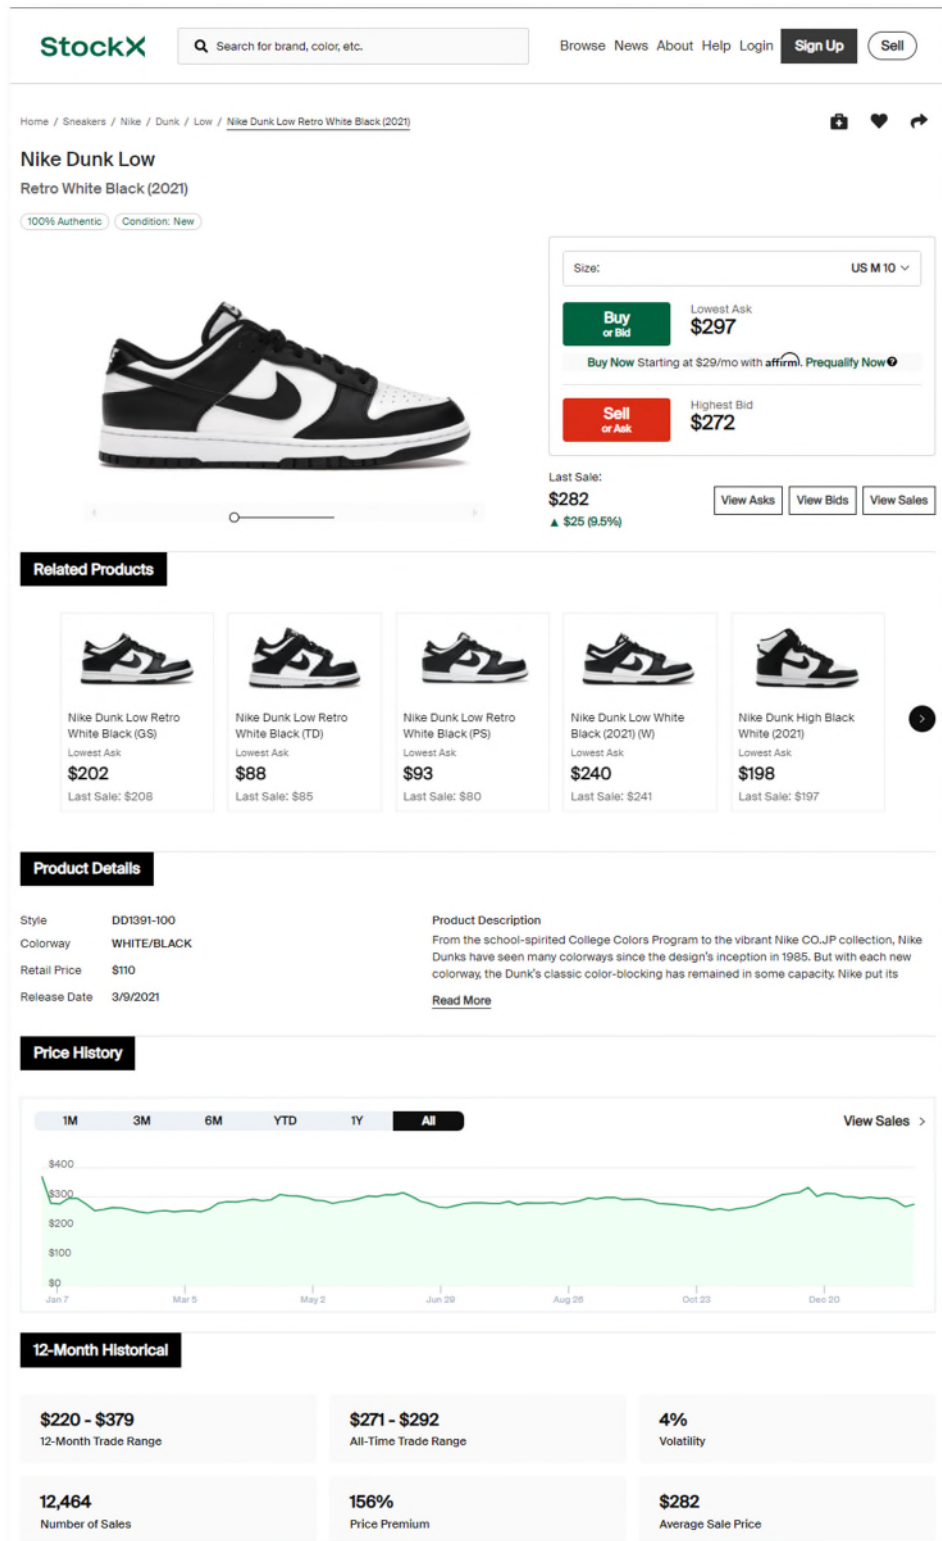 StockX
Search for brand, color, etc.
Browse News About Help Login Sign Up Sell
Home / Sneakers / Nike / Dunk / Low / Nike Dunk Low Retro White Black (2021)
Nike Dunk Low
Retro White Black (2021)
100% Authentic Condition: New
Size: US M 10
Buy
or Bid
Lowest Ask
$297
Buy Now Starting at $29/mo with affirm. Prequalify Now
Sell
or Ask
Highest Bid
$272
Last Sale:
$282
▲ $25 (9.5%)
View Asks View Bids View Sales
Related Products
Nike Dunk Low Retro
White Black (GS)
Lowest Ask
$202
Last Sale: $208
Nike Dunk Low Retro
White Black (TD)
Lowest Ask
$88
Last Sale: $85
Nike Dunk Low Retro
White Black (PS)
Lowest Ask
$93
Last Sale: $80
Nike Dunk Low White
Black (2021) (W)
Lowest Ask
$240
Last Sale: $241
Nike Dunk High Black
White (2021)
Lowest Ask
$198
Last Sale: $197
Product Details
Style DD1391-100
Colorway WHITE/BLACK
Retail Price $110
Release Date 3/9/2021
Product Description
From the school-spirited College Colors Program to the vibrant Nike CO.JP collection, Nike
Dunks have seen many colorways since the design's inception in 1985. But with each new
colorway, the Dunk's classic color-blocking has remained in some capacity. Nike put its
Read More
Price History
1M 3M 6M YTD 1Y All
View Sales
$400
$300
$200
$100
$0
Jan 7 Mar 5 May 2 Jun 29 Aug 26 Oct 23 Dec 20
12-Month Historical
$220 - $379
12-Month Trade Range
$271 - $292
All-Time Trade Range
4%
Volatility
12,464
Number of Sales
156%
Price Premium
$282
Average Sale Price